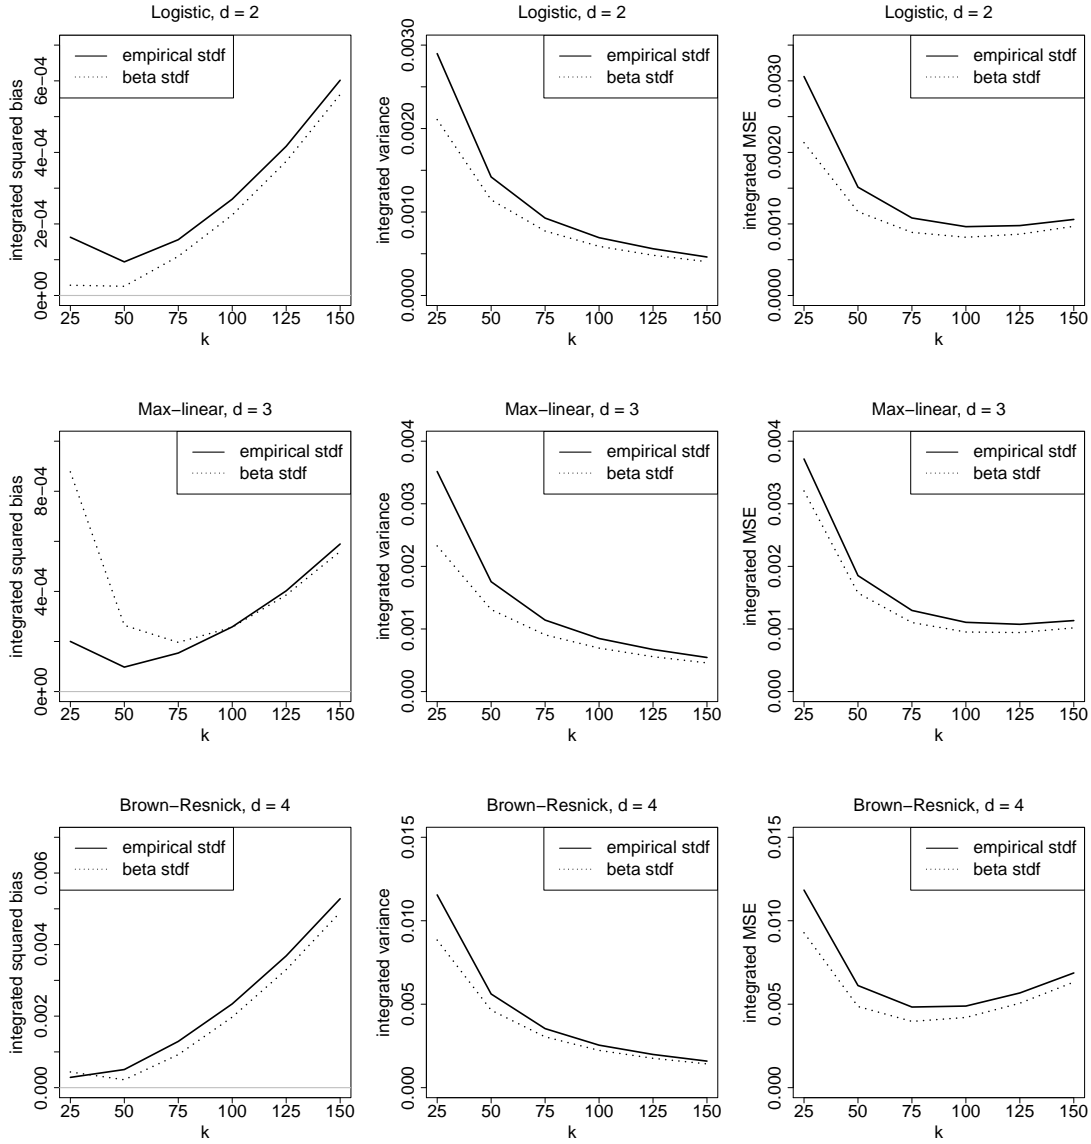 Logistic, d = 2
integrated squared bias
0e+00 2e−04 4e−04 6e−04
empirical stdf
beta stdf
25 50 75 100 125 150
k
Logistic, d = 2
integrated variance
0.0000 0.0010 0.0020 0.0030
empirical stdf
beta stdf
25 50 75 100 125 150
k
Logistic, d = 2
integrated MSE
0.0000 0.0010 0.0020 0.0030
empirical stdf
beta stdf
25 50 75 100 125 150
k
Max−linear, d = 3
integrated squared bias
0e+00 4e−04 8e−04
empirical stdf
beta stdf
25 50 75 100 125 150
k
Max−linear, d = 3
integrated variance
0.000 0.001 0.002 0.003 0.004
empirical stdf
beta stdf
25 50 75 100 125 150
k
Max−linear, d = 3
integrated MSE
0.000 0.001 0.002 0.003 0.004
empirical stdf
beta stdf
25 50 75 100 125 150
k
Brown−Resnick, d = 4
integrated squared bias
0.000 0.002 0.004 0.006
empirical stdf
beta stdf
25 50 75 100 125 150
k
Brown−Resnick, d = 4
integrated variance
0.000 0.005 0.010 0.015
empirical stdf
beta stdf
25 50 75 100 125 150
k
Brown−Resnick, d = 4
integrated MSE
0.000 0.005 0.010 0.015
empirical stdf
beta stdf
25 50 75 100 125 150
k